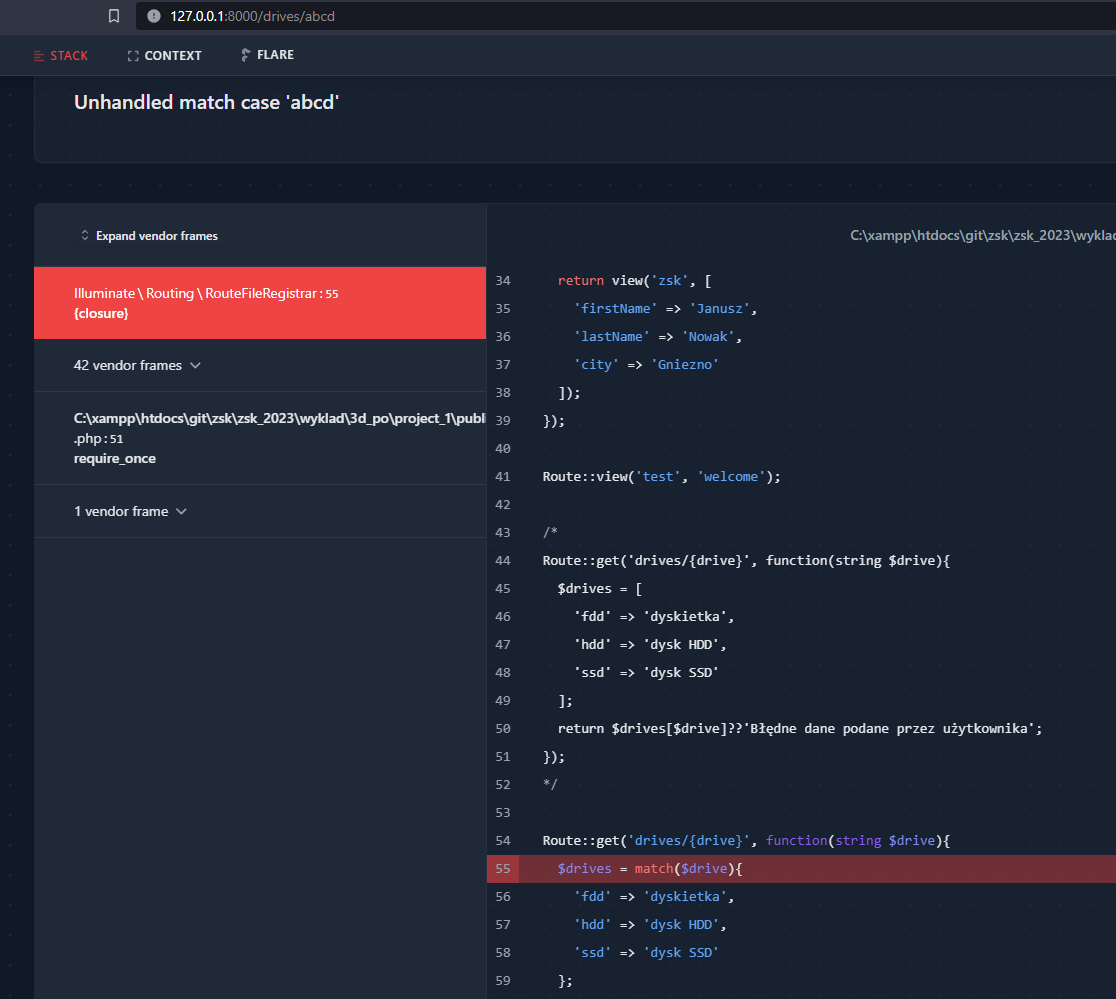 127.0.0.1:8000/drives/abcd
STACK CONTEXT FLARE
Unhandled match case 'abcd'
Expand vendor frames
Illuminate \ Routing \ RouteFileRegistrar : 55
{closure}
42 vendor frames
C:\xampp\htdocs\git\zsk\zsk_2023\wyklad\3d_po\project_1\publi
.php : 51
require_once
1 vendor frame
C:\xampp\htdocs\git\zsk\zsk_2023\wyklad
34 return view('zsk', [
35 'firstName' => 'Janusz',
36 'lastName' => 'Nowak',
37 'city' => 'Gniezno'
38 ]);
39 });
40
41 Route::view('test', 'welcome');
42
43 /*
44 Route::get('drives/{drive}', function(string $drive){
45 $drives = [
46 'fdd' => 'dyskietka',
47 'hdd' => 'dysk HDD',
48 'ssd' => 'dysk SSD'
49 ];
50 return $drives[$drive]??'Błędne dane podane przez użytkownika';
51 });
52 */
53
54 Route::get('drives/{drive}', function(string $drive){
55 $drives = match($drive){
56 'fdd' => 'dyskietka',
57 'hdd' => 'dysk HDD',
58 'ssd' => 'dysk SSD'
59 };